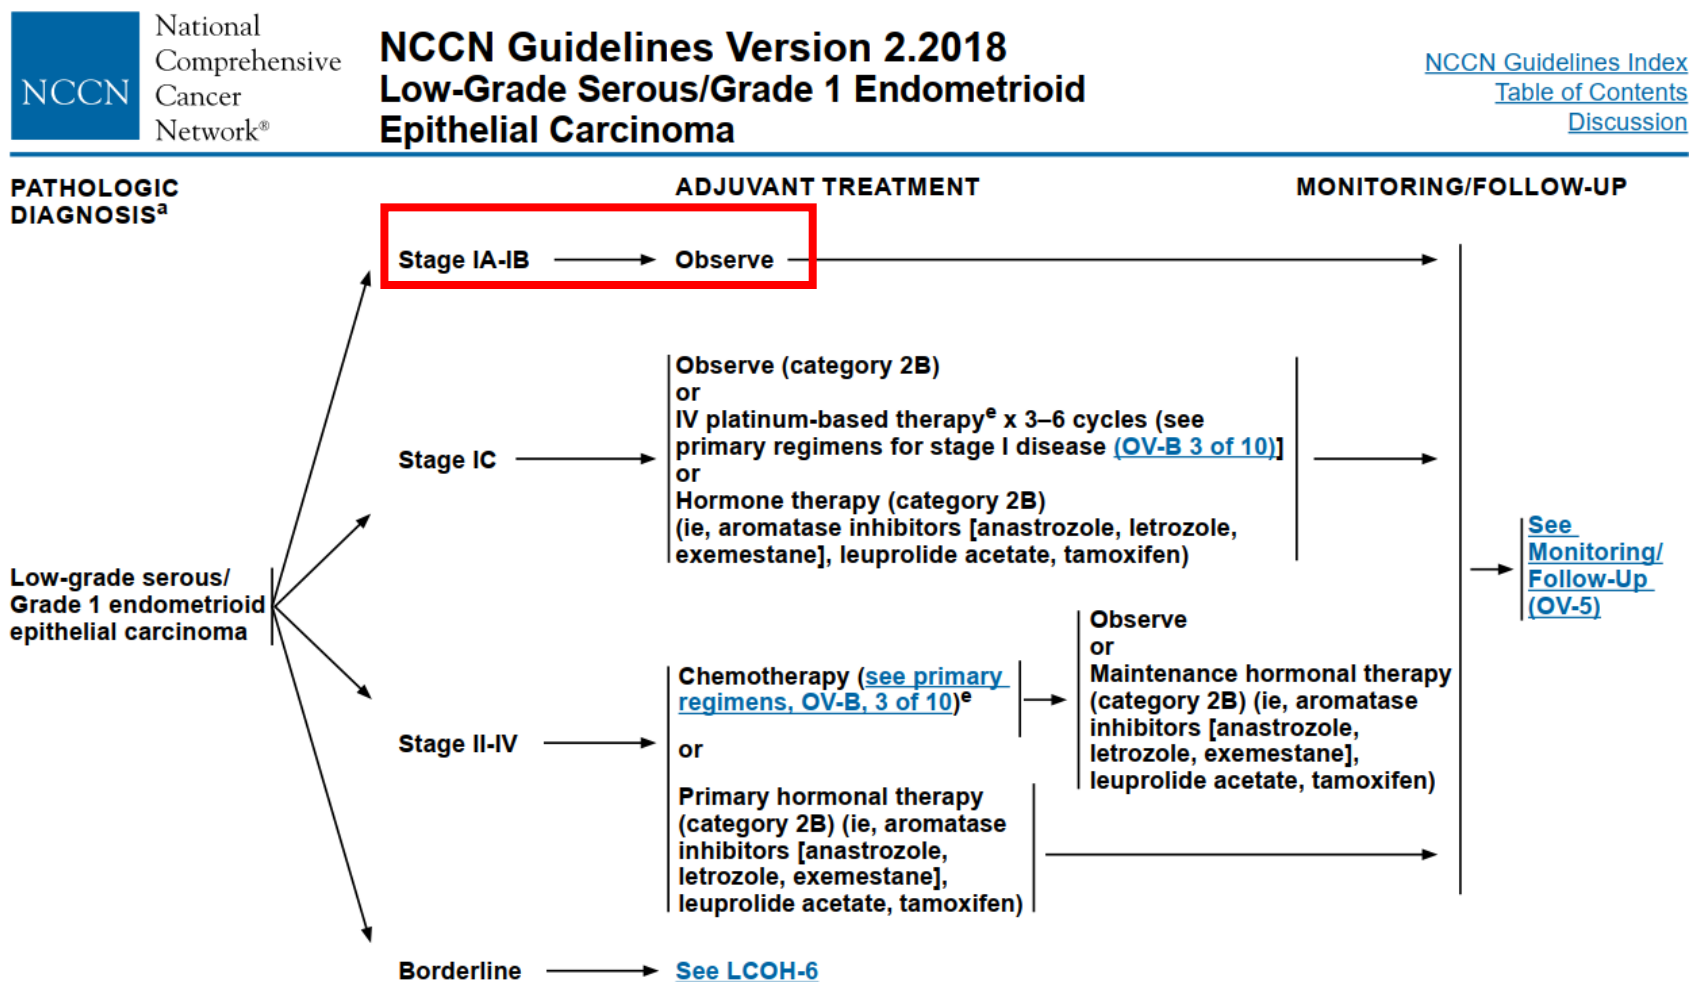 NCCN
National
Comprehensive
Cancer
Network®
NCCN Guidelines Version 2.2018
Low-Grade Serous/Grade 1 Endometrioid
Epithelial Carcinoma
NCCN Guidelines Index
Table of Contents
Discussion
PATHOLOGIC
DIAGNOSISa
ADJUVANT TREATMENT
MONITORING/FOLLOW-UP
Low-grade serous/
Grade 1 endometrioid
epithelial carcinoma
Stage IA-IB
Observe
Stage IC
Observe (category 2B)
or
IV platinum-based therapye x 3–6 cycles (see
primary regimens for stage I disease (OV-B 3 of 10)]
or
Hormone therapy (category 2B)
(ie, aromatase inhibitors [anastrozole, letrozole,
exemestane], leuprolide acetate, tamoxifen)
Stage II-IV
Chemotherapy (see primary
regimens, OV-B, 3 of 10)e
or
Primary hormonal therapy
(category 2B) (ie, aromatase
inhibitors [anastrozole,
letrozole, exemestane],
leuprolide acetate, tamoxifen)
Observe
or
Maintenance hormonal therapy
(category 2B) (ie, aromatase
inhibitors [anastrozole,
letrozole, exemestane],
leuprolide acetate, tamoxifen)
Borderline
See LCOH-6
See
Monitoring/
Follow-Up
(OV-5)